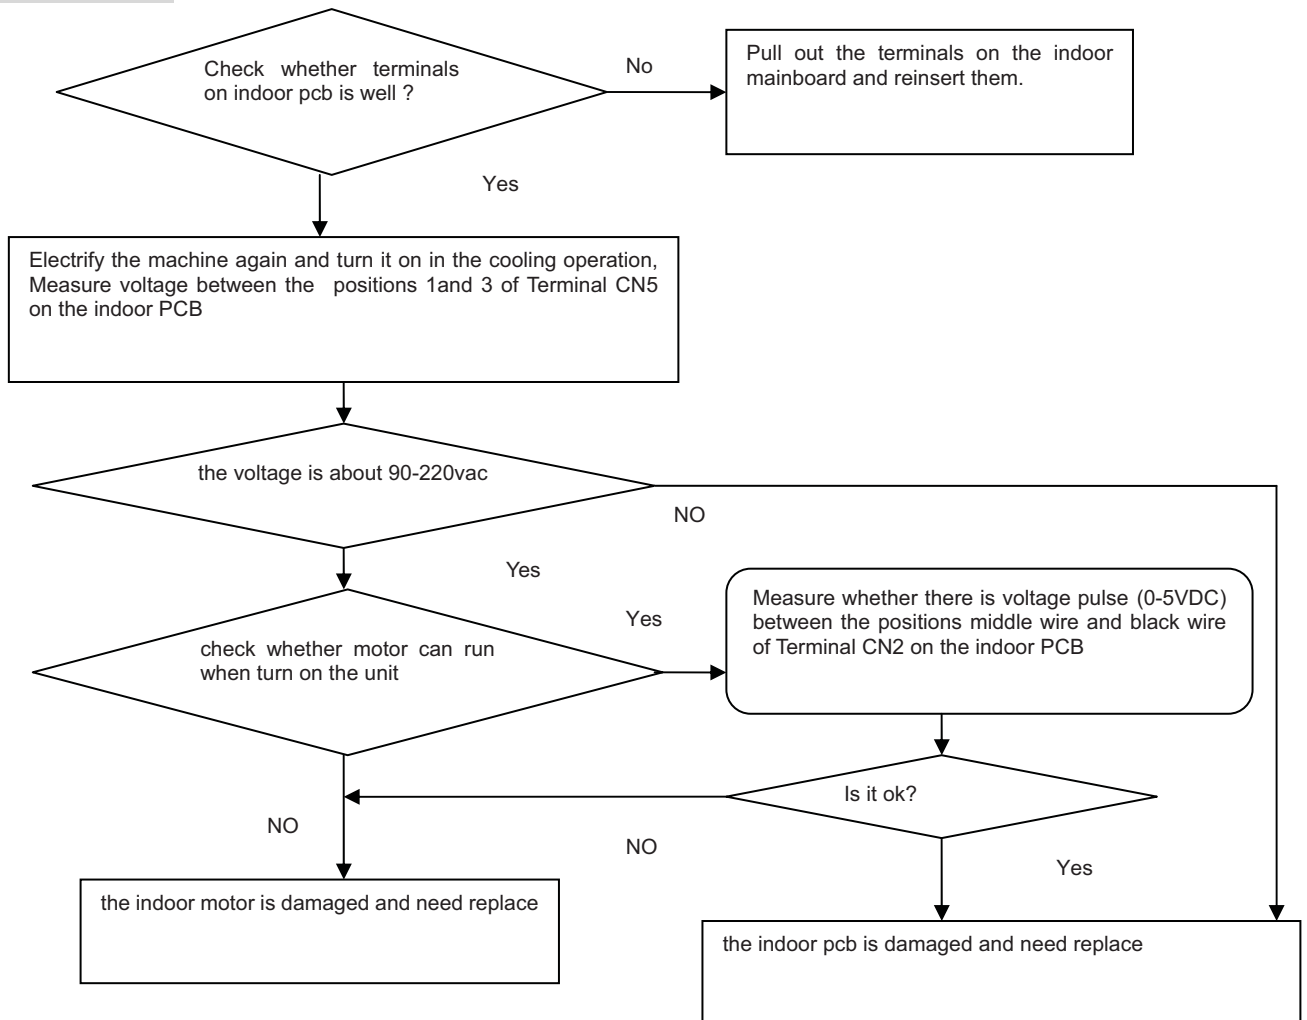 Check whether terminals
on indoor pcb is well ?
No
Pull out the terminals on the indoor
mainboard and reinsert them.
Yes
Electrify the machine again and turn it on in the cooling operation,
Measure voltage between the positions 1and 3 of Terminal CN5
on the indoor PCB
the voltage is about 90-220vac
NO
Yes
check whether motor can run
when turn on the unit
Yes
Measure whether there is voltage pulse (0-5VDC)
between the positions middle wire and black wire
of Terminal CN2 on the indoor PCB
Is it ok?
NO
NO
Yes
the indoor motor is damaged and need replace
the indoor pcb is damaged and need replace